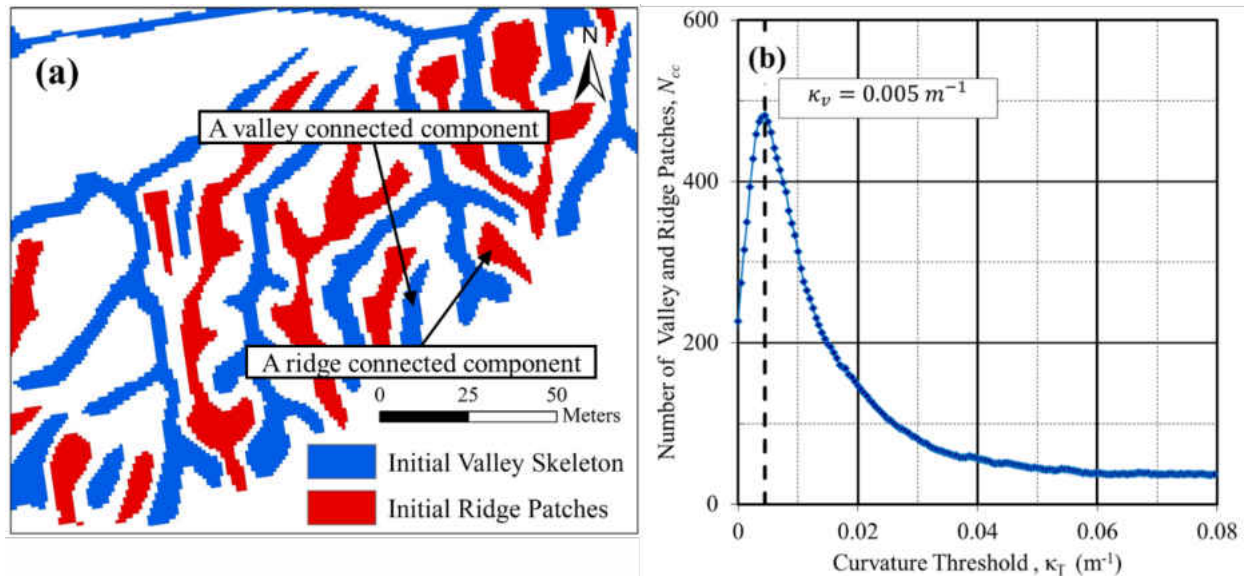 (a)
N
A valley connected component
A ridge connected component
0 25 50
Meters
Initial Valley Skeleton
Initial Ridge Patches
(b)
κv = 0.005 m⁻¹
Number of Valley and Ridge Patches, Ncc
600
400
200
0
0 0.02 0.04 0.06 0.08
Curvature Threshold , κT (m⁻¹)